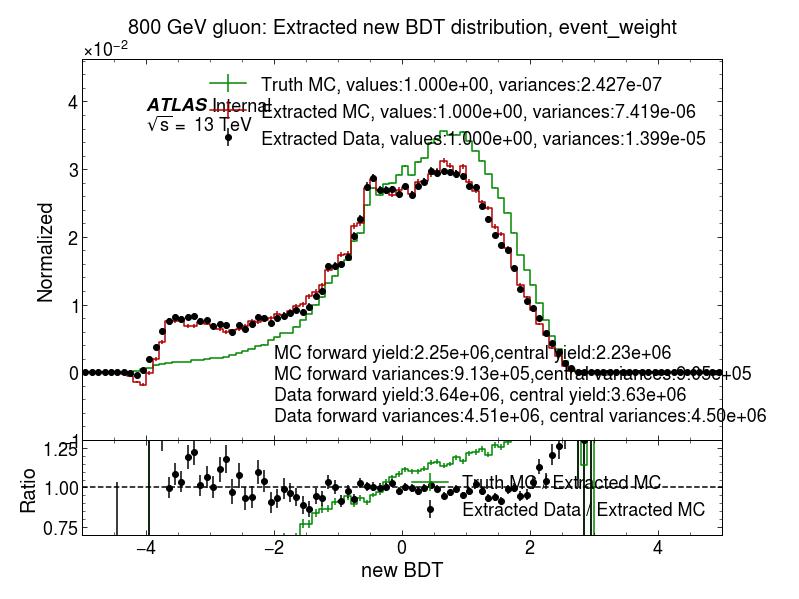 800 GeV gluon: Extracted new BDT distribution, event_weight
×10⁻²
Truth MC, values:1.000e+00, variances:2.427e-07
ATLAS Internal
Extracted MC, values:1.000e+00, variances:7.419e-06
√s = 13 TeV
Extracted Data, values:1.000e+00, variances:1.399e-05
4
3
2
1
0
−1
Normalized
MC forward yield:2.25e+06,central yield:2.23e+06
MC forward variances:9.13e+05,central variances:9.05e+05
Data forward yield:3.64e+06, central yield:3.63e+06
Data forward variances:4.51e+06, central variances:4.50e+06
1.25
1.00
0.75
Ratio
Truth MC / Extracted MC
Extracted Data / Extracted MC
−4 −2 0 2 4
new BDT